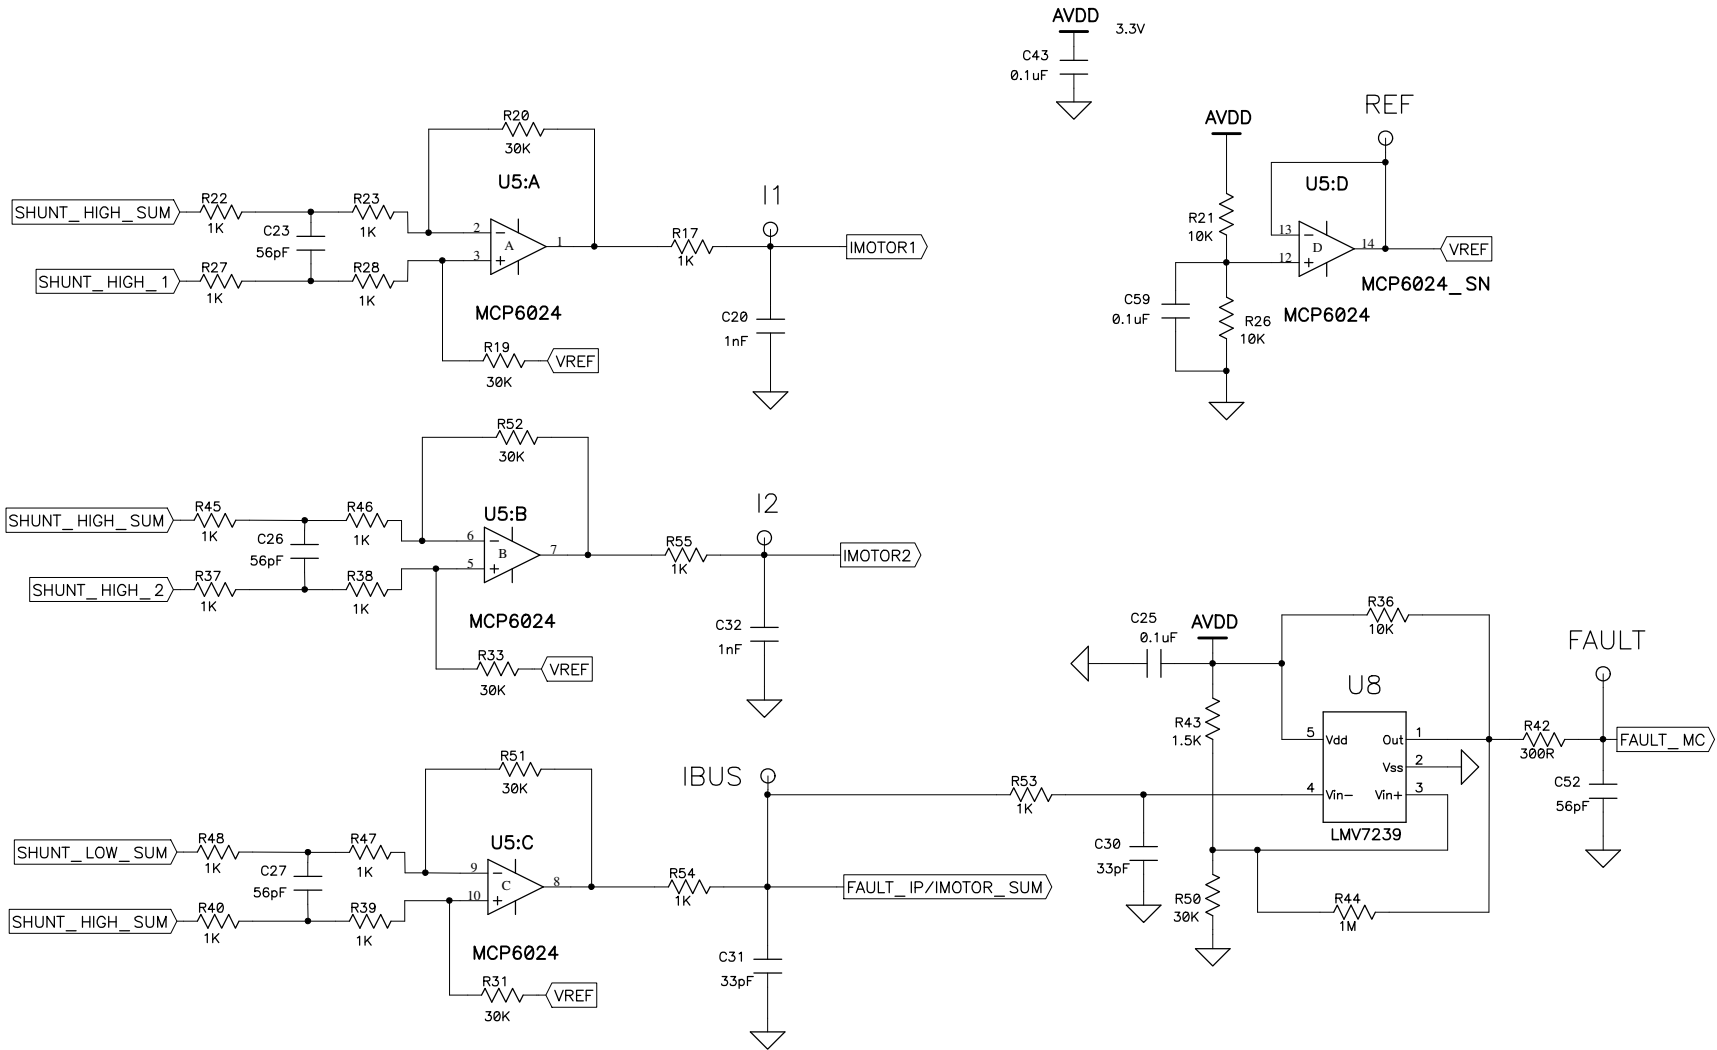 AVDD
3.3V
C43
0.1uF
R20
30K
U5:A
SHUNT_HIGH_SUM
R22
1K
R23
1K
C23
56pF
SHUNT_HIGH_1
R27
1K
R28
1K
2
3
A
1
MCP6024
R19
30K
VREF
R17
1K
I1
IMOTOR1
C20
1nF
AVDD
REF
U5:D
R21
10K
13
12
D
14
VREF
MCP6024_SN
MCP6024
C59
0.1uF
R26
10K
R52
30K
U5:B
SHUNT_HIGH_SUM
R45
1K
R46
1K
C26
56pF
SHUNT_HIGH_2
R37
1K
R38
1K
6
5
B
7
MCP6024
R33
30K
VREF
R55
1K
I2
IMOTOR2
C32
1nF
R51
30K
U5:C
SHUNT_LOW_SUM
R48
1K
R47
1K
C27
56pF
SHUNT_HIGH_SUM
R40
1K
R39
1K
9
10
C
8
MCP6024
R31
30K
VREF
R54
1K
IBUS
FAULT_IP/IMOTOR_SUM
C31
33pF
R53
1K
C30
33pF
C25
0.1uF
AVDD
R43
1.5K
R50
30K
R36
10K
U8
5
Vdd
Out
1
Vss
2
4
Vin-
Vin+
3
LMV7239
R44
1M
R42
300R
FAULT
FAULT_MC
C52
56pF